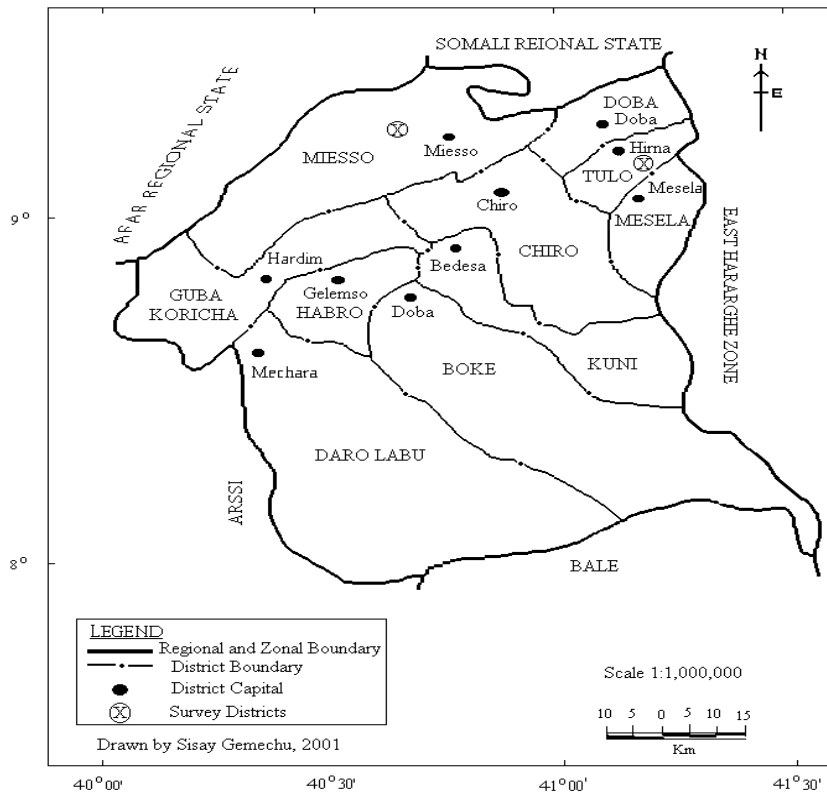 SOMALI REIONAL STATE
N
E
AFAR REGIONAL STATE
DOBA
Doba
Hirna
MIESSO
Miesso
TULO
Mesela
Chiro
MESELA
9°
CHIRO
EAST HARARGHE ZONE
Hardim
Bedesa
GUBA
KORICHA
Gelemso
HABRO
Doba
Mechara
BOKE
KUNI
DARO LABU
ARSSI
8°
BALE
LEGEND
Regional and Zonal Boundary
District Boundary
District Capital
Survey Districts
Drawn by Sisay Gemechu, 2001
Scale 1:1,000,000
10 5 0 5 10 15
Km
40°00' 40°30' 41°00' 41°30'